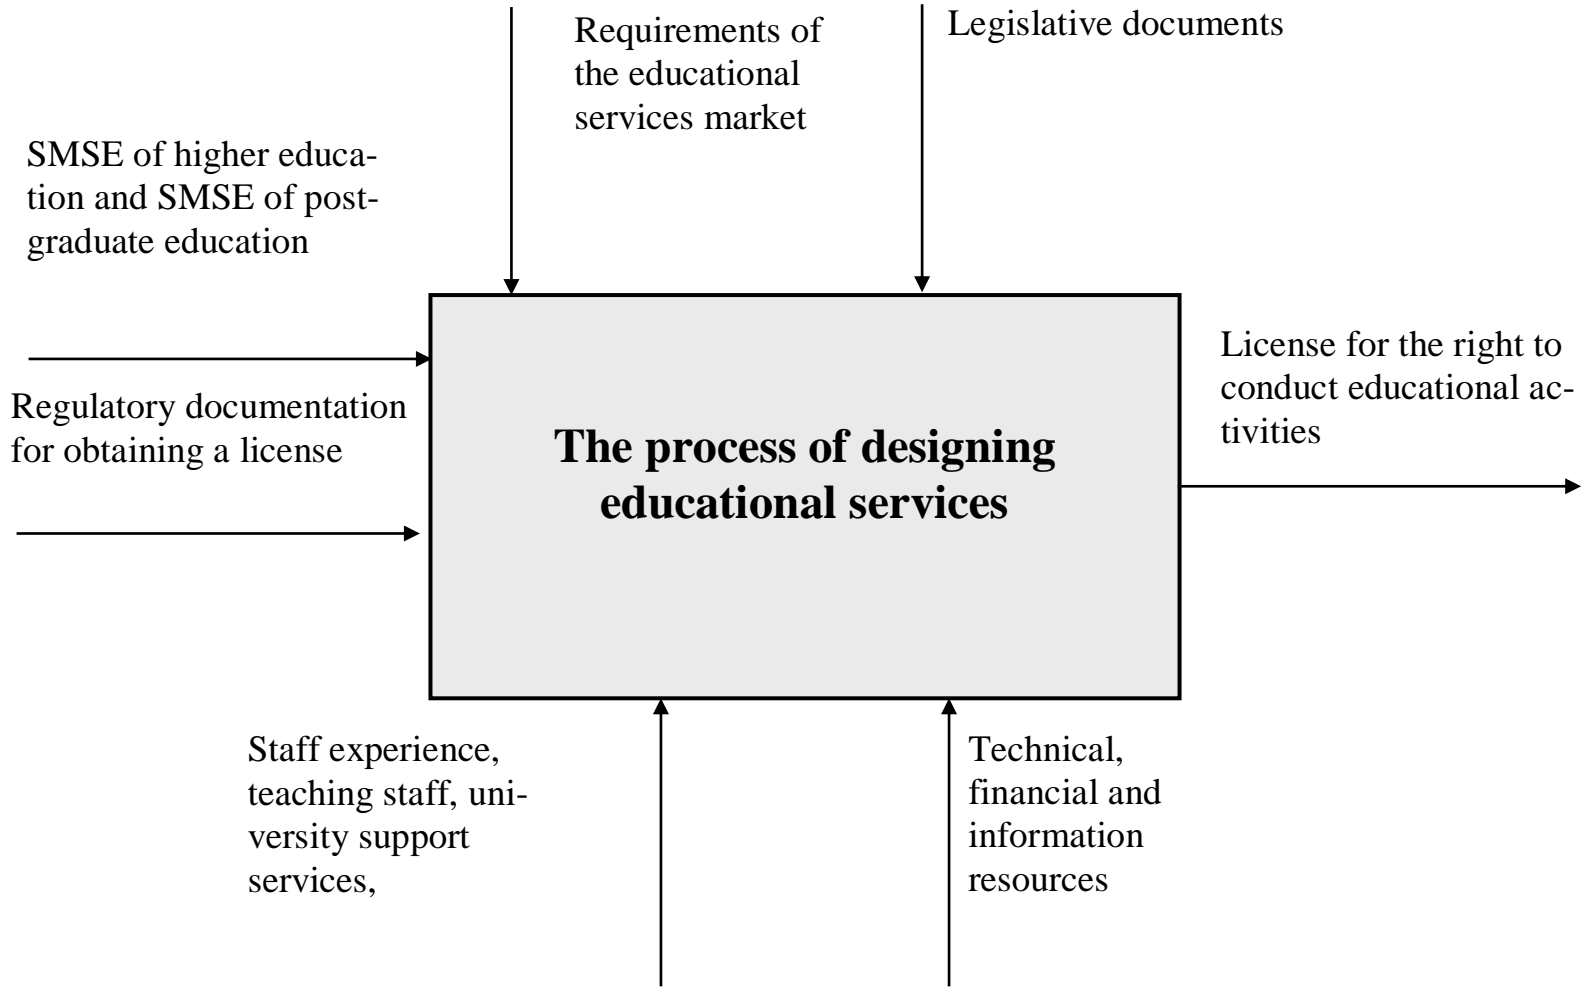 Requirements of
the educational
services market
Legislative documents
SMSE of higher educa-
tion and SMSE of post-
graduate education
Regulatory documentation
for obtaining a license
The process of designing
educational services
License for the right to
conduct educational ac-
tivities
Staff experience,
teaching staff, uni-
versity support
services,
Technical,
financial and
information
resources